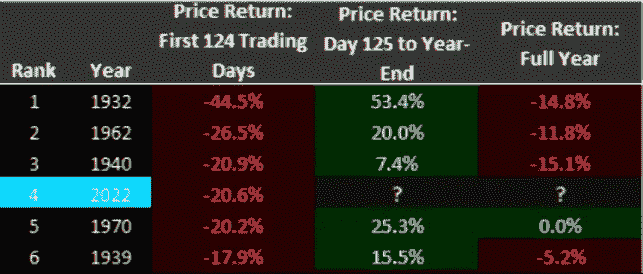 Rank Year Price Return: First 124 Trading Days Price Return: Day 125 to Year-End Price Return: Full Year
1 1932 -44.5% 53.4% -14.8%
2 1962 -26.5% 20.0% -11.8%
3 1940 -20.9% 7.4% -15.1%
4 2022 -20.6% ? ?
5 1970 -20.2% 25.3% 0.0%
6 1939 -17.9% 15.5% -5.2%